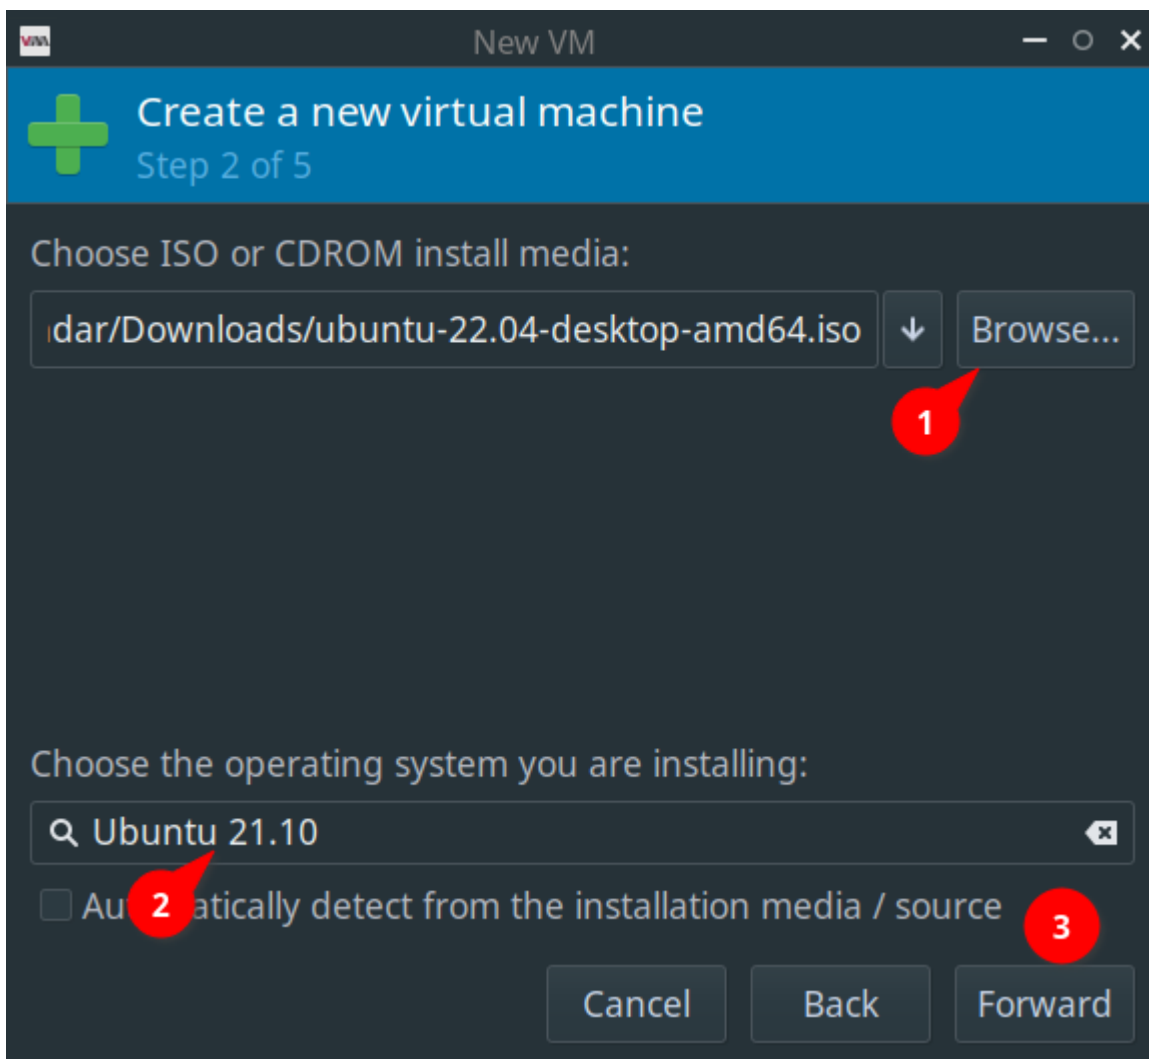 New VM
Create a new virtual machine
Step 2 of 5
Choose ISO or CDROM install media:
dar/Downloads/ubuntu-22.04-desktop-amd64.iso
Browse...
1
Choose the operating system you are installing:
Ubuntu 21.10
Au atically detect from the installation media / source
2
3
Cancel Back Forward